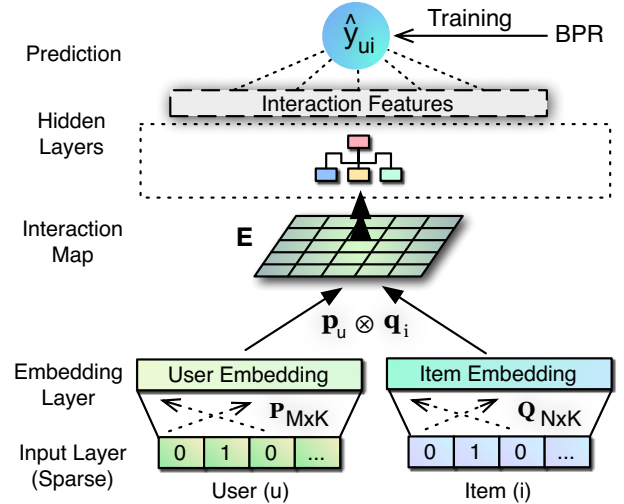 ŷui
Training
BPR
Prediction
Interaction Features
Hidden
Layers
Interaction
Map
E
pu ⊗ qi
Embedding
Layer
User Embedding
Item Embedding
PMxK
QNxK
Input Layer
(Sparse)
0 1 0 ...
0 1 0 ...
User (u)
Item (i)